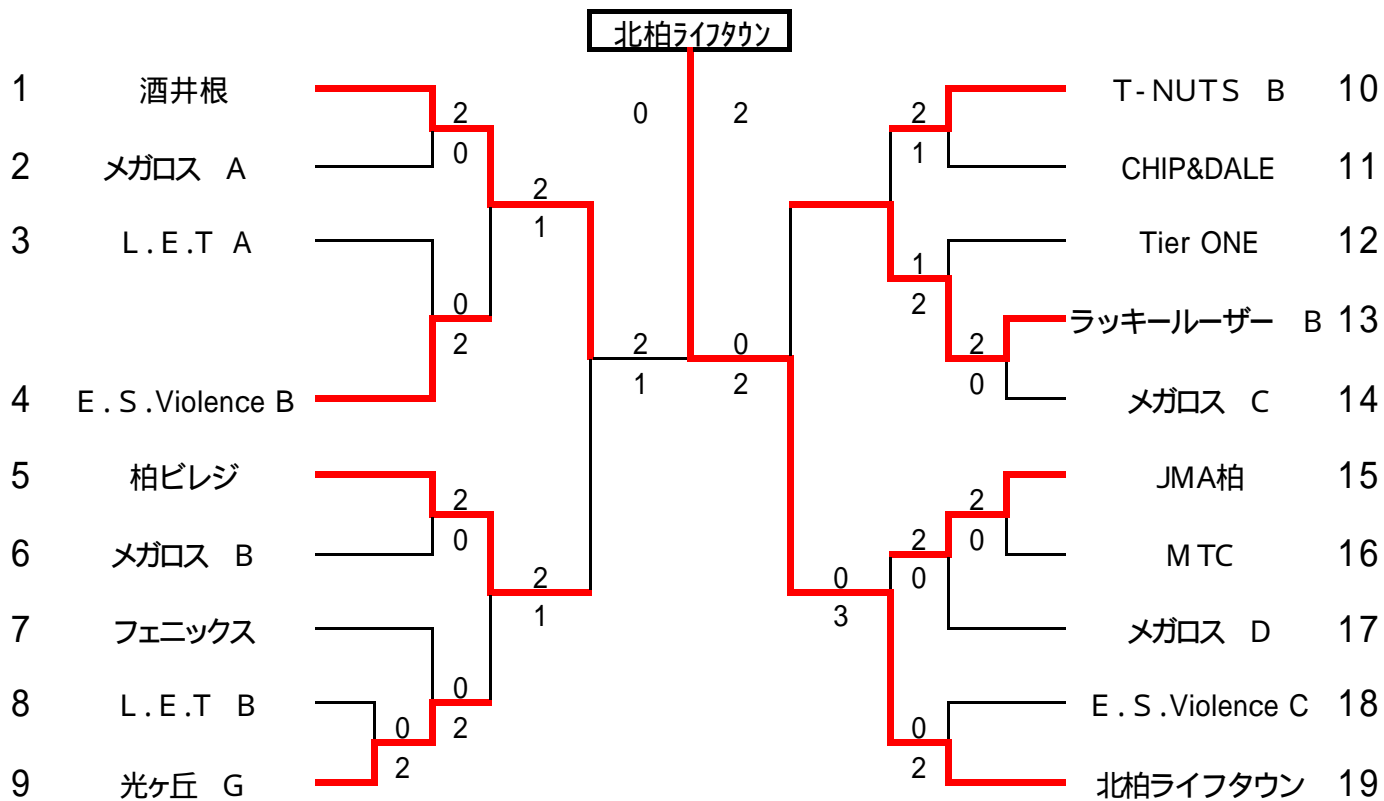 北柏ライフタウン
0 2
1 酒井根
2 0
2 メガロス A
2 1
3 L.E.T A
0 2
4 E.S.Violence B
2 1
5 柏ビレジ
2 0
6 メガロス B
2 1
7 フェニックス
0 2
8 L.E.T B
0 2
9 光ヶ丘 G
T-NUTS B 10
2 1
CHIP&DALE 11
Tier ONE 12
1 2
ラッキールーザー B 13
2 0
メガロス C 14
0 2
JMA柏 15
2 0
MTC 16
2 0
メガロス D 17
0 3
E.S.Violence C 18
0 2
北柏ライフタウン 19